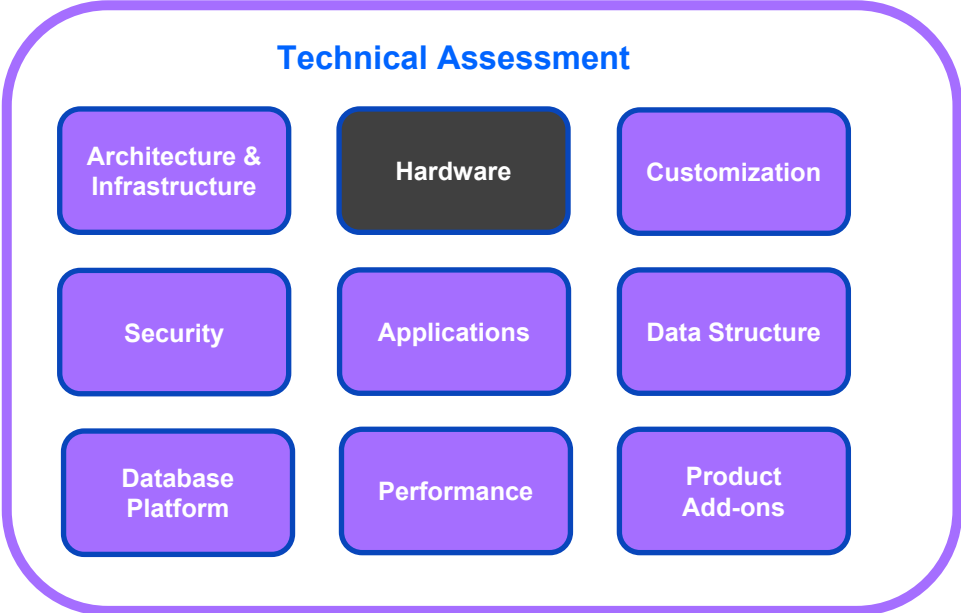 Technical Assessment
Architecture &
Infrastructure
Hardware
Customization
Security
Applications
Data Structure
Database
Platform
Performance
Product
Add-ons